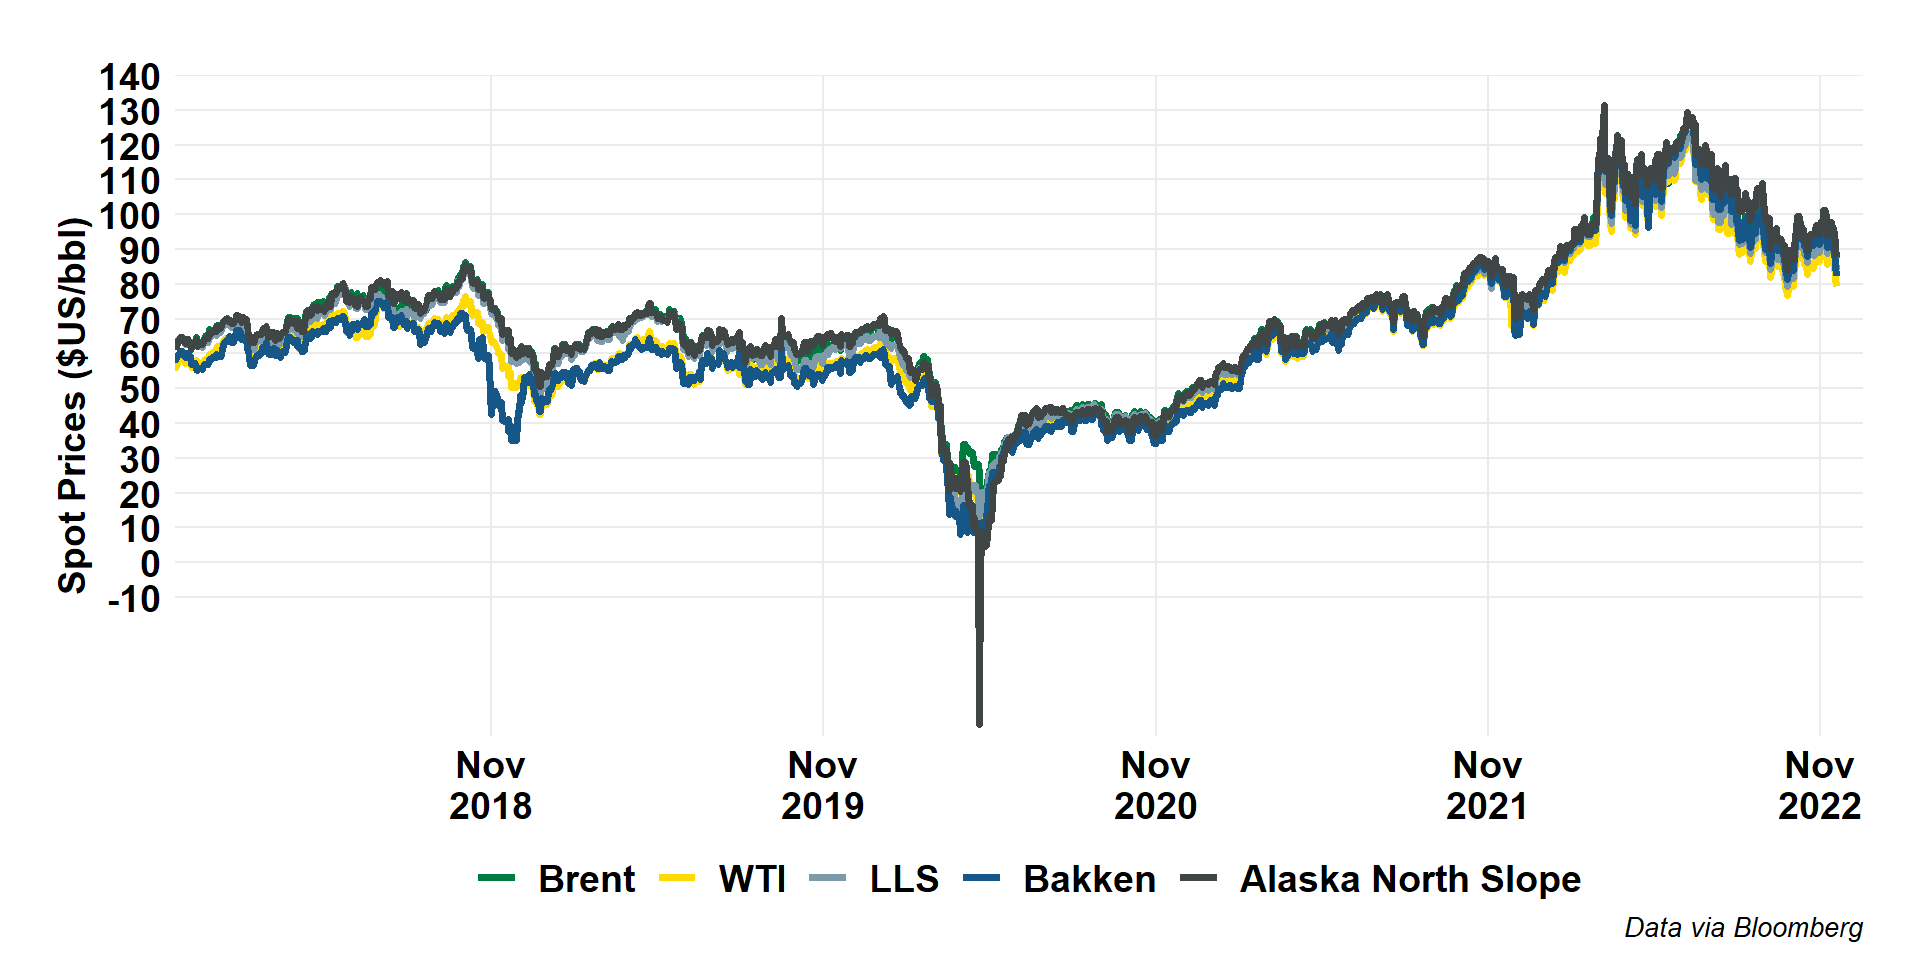 140
130
120
110
100
90
80
70
60
50
40
30
20
10
0
-10
Spot Prices ($US/bbl)
Nov
2018
Nov
2019
Nov
2020
Nov
2021
Nov
2022
Brent WTI LLS Bakken Alaska North Slope
Data via Bloomberg